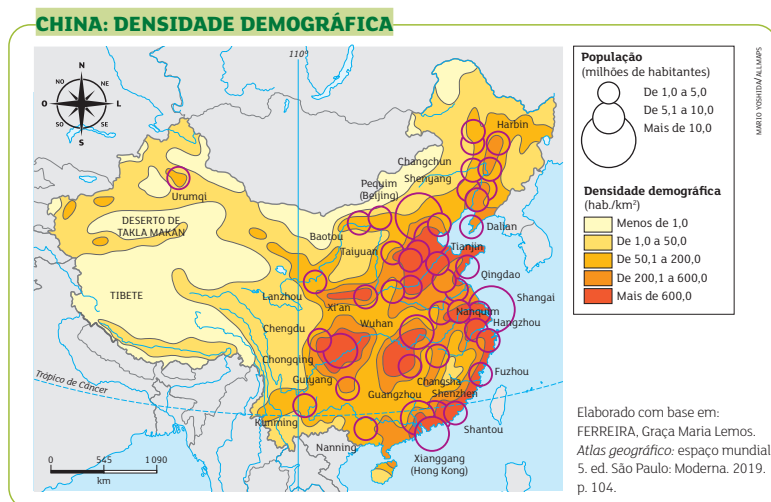 CHINA: DENSIDADE DEMOGRÁFICA
110º
N
NO
NE
O
L
SO
SE
S
Harbin
Changchun
Shenyang
Pequim
(Beijing)
Urumqi
DESERTO DE
TAKLA MAKAN
Baotou
Dalian
Taiyuan
Tianjin
Qingdao
TIBETE
Lanzhou
Xi'an
Shangai
Nanquim
Wuhan
Hangzhou
Chengdu
Chongqing
Guiyang
Changsha
Fuzhou
Trópico de Câncer
Guangzhou
Shenzheri
Kunming
Shantou
Nanning
Xianggang
(Hong Kong)
0 545 1 090
km
População
(milhões de habitantes)
De 1,0 a 5,0
De 5,1 a 10,0
Mais de 10,0
Densidade demográfica
(hab./km²)
Menos de 1,0
De 1,0 a 50,0
De 50,1 a 200,0
De 200,1 a 600,0
Mais de 600,0
MARIO YOSHIDA/ALLMAPS
Elaborado com base em:
FERREIRA, Graça Maria Lemos.
Atlas geográfico: espaço mundial
5. ed. São Paulo: Moderna. 2019.
p. 104.